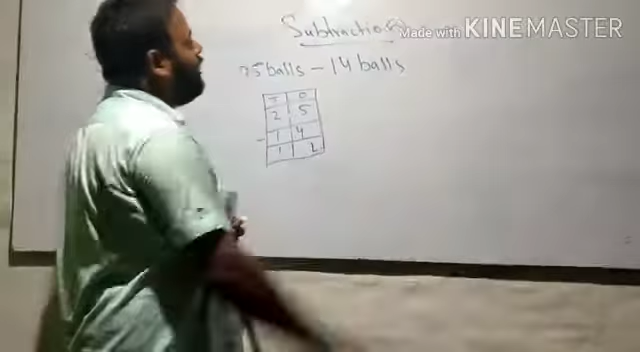 Subtraction
Made with KINEMASTER
25 balls - 14 balls
T O
2 5
- 1 4
1 1